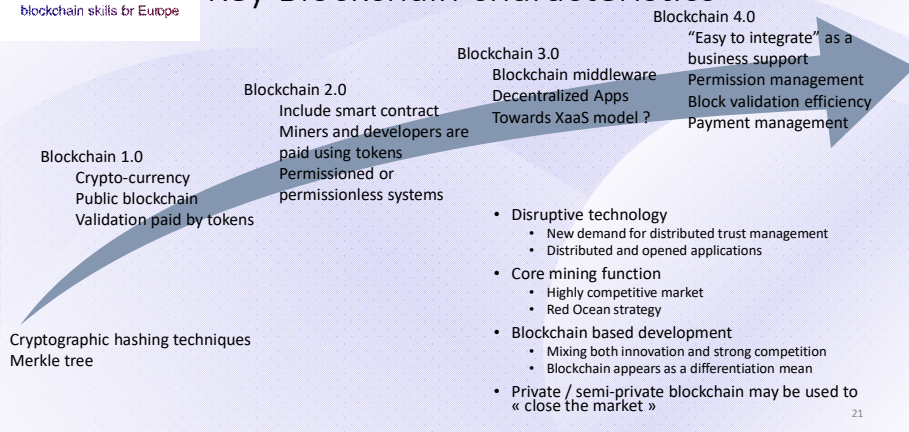 blockchain skills for Europe
Key Blockchain characteristics
Blockchain 4.0
“Easy to integrate” as a
business support
Permission management
Block validation efficiency
Payment management
Blockchain 3.0
Blockchain middleware
Decentralized Apps
Towards XaaS model ?
Blockchain 2.0
Include smart contract
Miners and developers are
paid using tokens
Permissioned or
permissionless systems
Blockchain 1.0
Crypto-currency
Public blockchain
Validation paid by tokens
Cryptographic hashing techniques
Merkle tree
• Disruptive technology
• New demand for distributed trust management
• Distributed and opened applications
• Core mining function
• Highly competitive market
• Red Ocean strategy
• Blockchain based development
• Mixing both innovation and strong competition
• Blockchain appears as a differentiation mean
• Private / semi-private blockchain may be used to
« close the market »
21